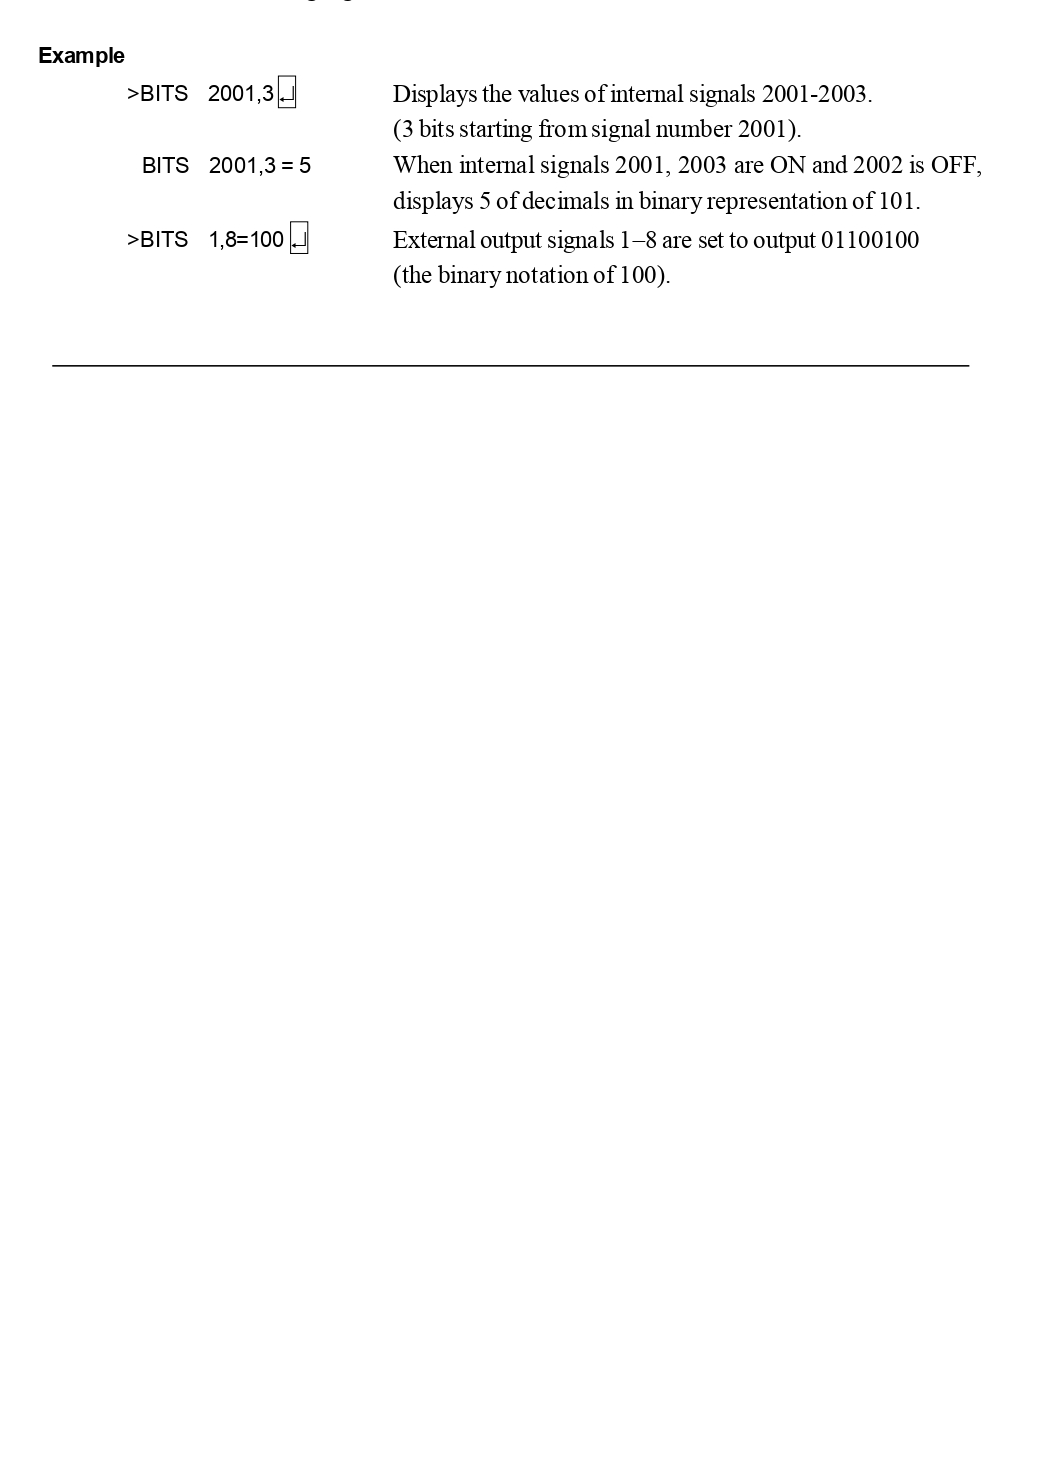 Example
>BITS 2001,3↵ Displays the values of internal signals 2001-2003.
(3 bits starting from signal number 2001).
BITS 2001,3 = 5 When internal signals 2001, 2003 are ON and 2002 is OFF,
displays 5 of decimals in binary representation of 101.
>BITS 1,8=100 ↵ External output signals 1–8 are set to output 01100100
(the binary notation of 100).